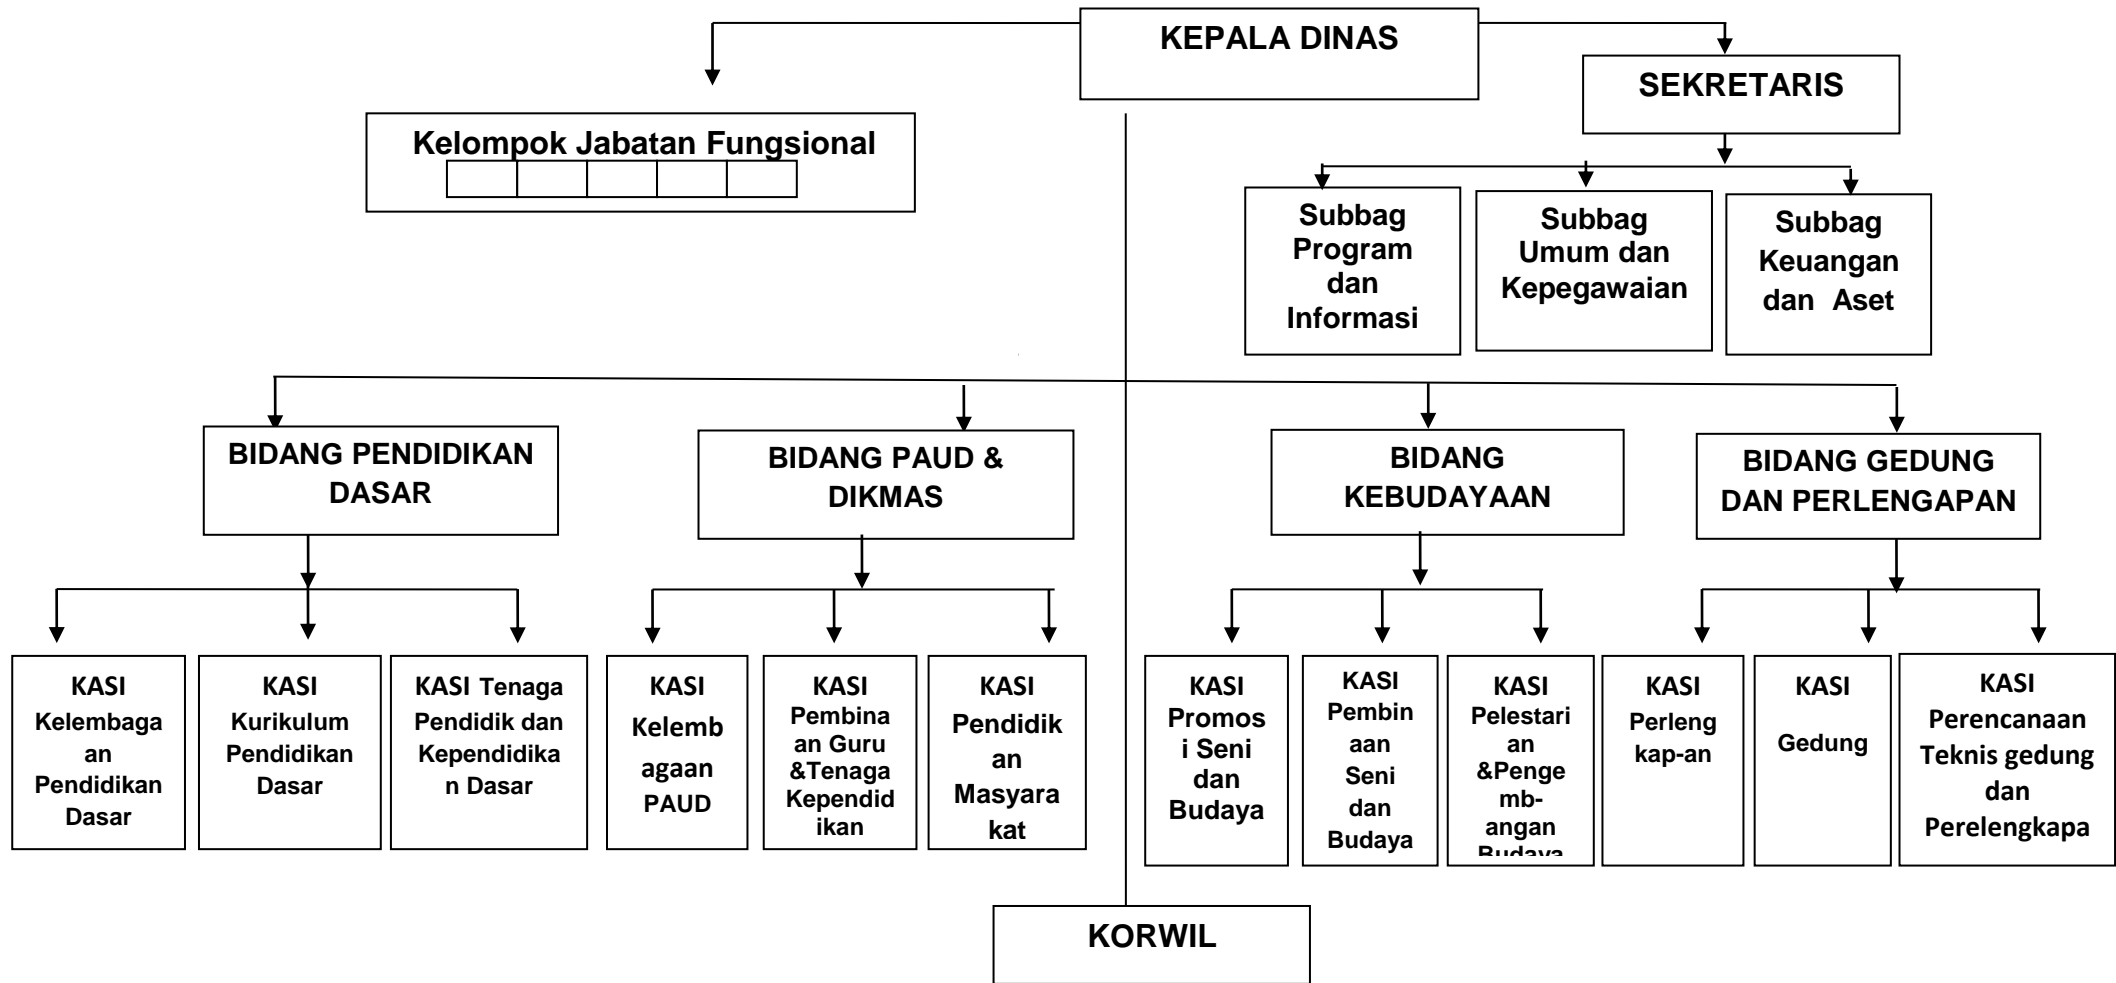 KEPALA DINAS
SEKRETARIS
Kelompok Jabatan Fungsional
Subbag
Program
dan
Informasi
Subbag
Umum dan
Kepegawaian
Subbag
Keuangan
dan Aset
BIDANG PENDIDIKAN
DASAR
BIDANG PAUD &
DIKMAS
BIDANG
KEBUDAYAAN
BIDANG GEDUNG
DAN PERLENGAPAN
KASI
Kelembaga
an
Pendidikan
Dasar
KASI
Kurikulum
Pendidikan
Dasar
KASI Tenaga
Pendidik dan
Kependidika
n Dasar
KASI
Kelemb
agaan
PAUD
KASI
Pembina
an Guru
&Tenaga
Kependid
ikan
KASI
Pendidik
an
Masyara
kat
KASI
Promos
i Seni
dan
Budaya
KASI
Pembin
aan
Seni
dan
Budaya
KASI
Pelestari
an
&Penge
mb-
angan
Budaya
KASI
Perleng
kap-an
KASI
Gedung
KASI
Perencanaan
Teknis gedung
dan
Perelengkapa
KORWIL